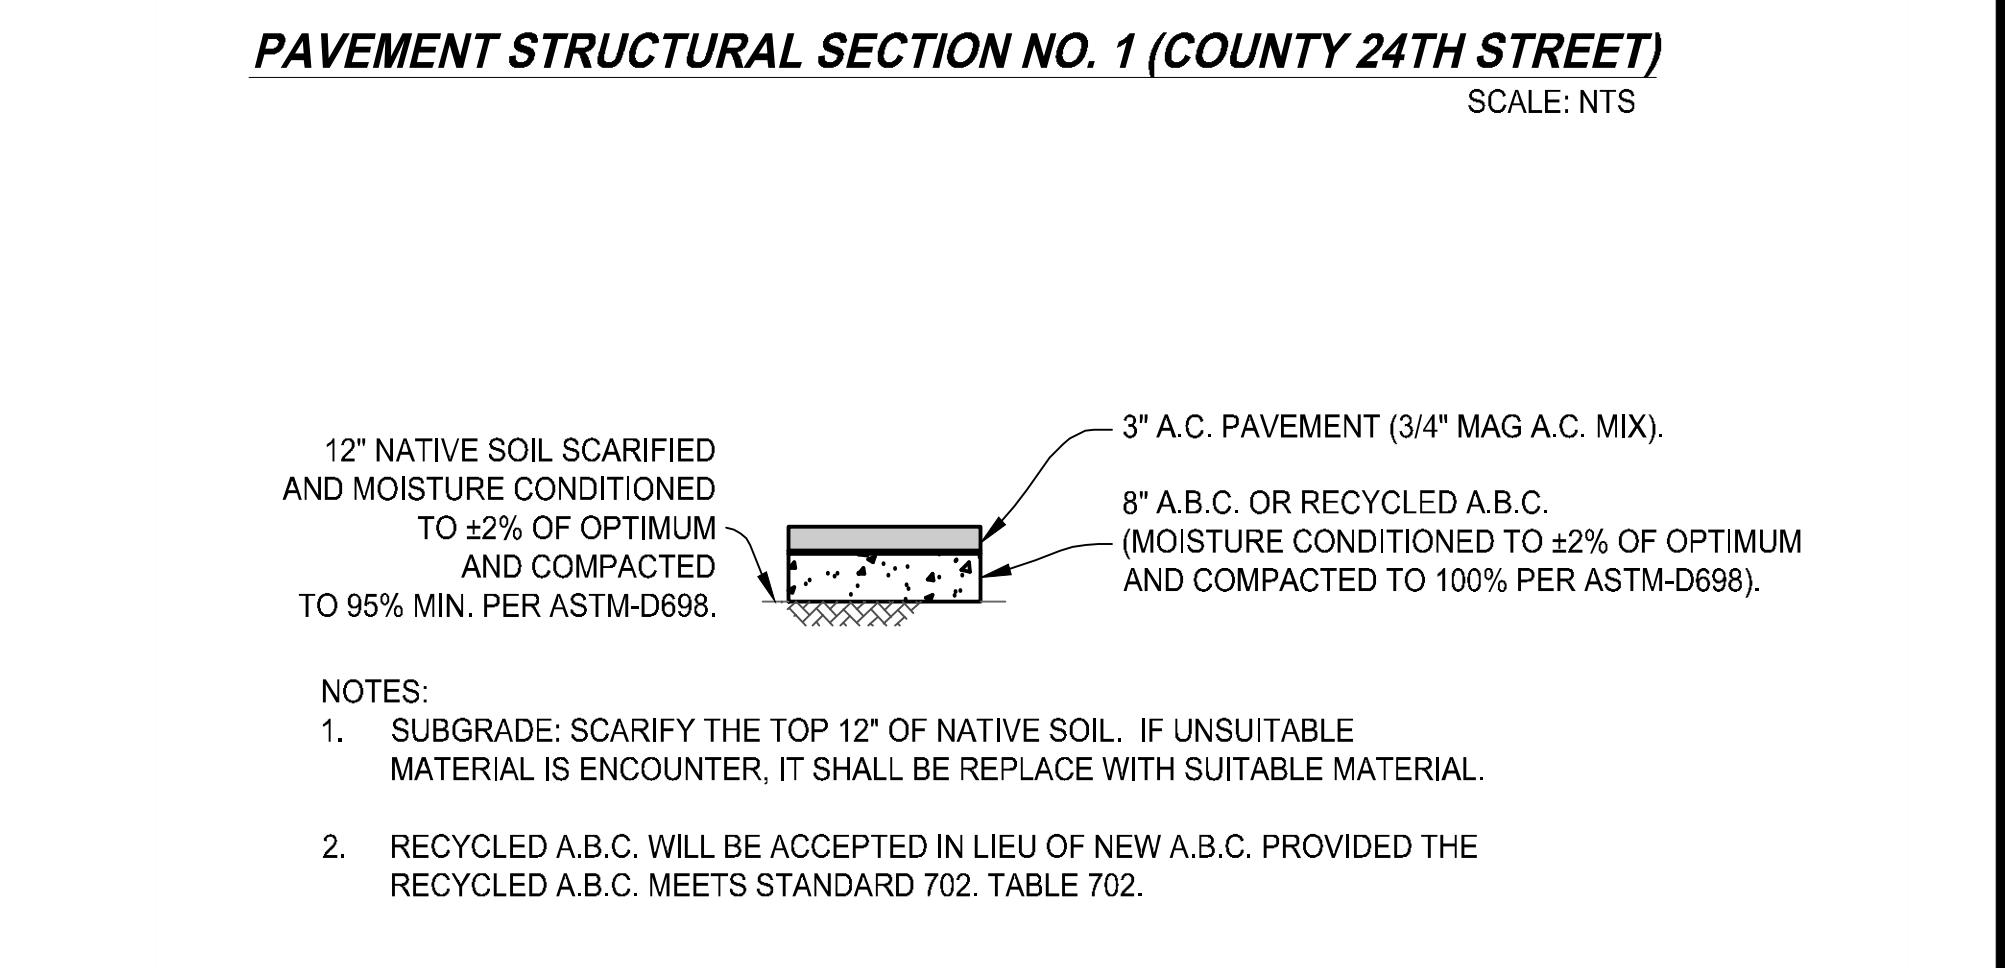 PAVEMENT STRUCTURAL SECTION NO. 1 (COUNTY 24TH STREET)
SCALE: NTS
12" NATIVE SOIL SCARIFIED
AND MOISTURE CONDITIONED
TO ±2% OF OPTIMUM
AND COMPACTED
TO 95% MIN. PER ASTM-D698.
3" A.C. PAVEMENT (3/4" MAG A.C. MIX).
8" A.B.C. OR RECYCLED A.B.C.
(MOISTURE CONDITIONED TO ±2% OF OPTIMUM
AND COMPACTED TO 100% PER ASTM-D698).
NOTES:
1. SUBGRADE: SCARIFY THE TOP 12" OF NATIVE SOIL. IF UNSUITABLE
MATERIAL IS ENCOUNTER, IT SHALL BE REPLACE WITH SUITABLE MATERIAL.
2. RECYCLED A.B.C. WILL BE ACCEPTED IN LIEU OF NEW A.B.C. PROVIDED THE
RECYCLED A.B.C. MEETS STANDARD 702. TABLE 702.